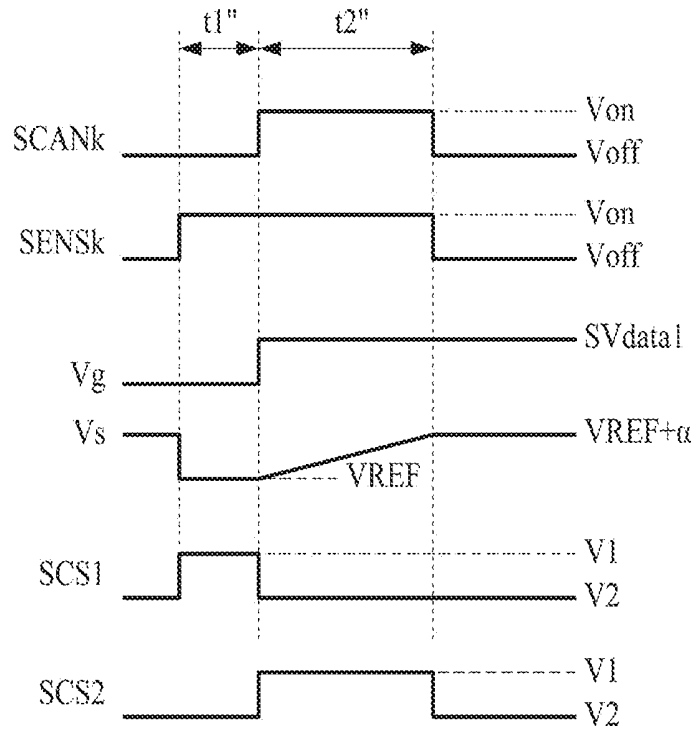 t1" t2"
SCANk Von
Voff
SENSk Von
Voff
Vg SVdata1
Vs VREF+α
VREF
SCS1 V1
V2
SCS2 V1
V2